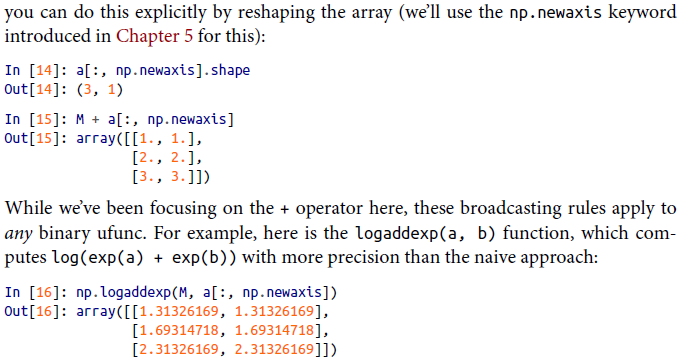 you can do this explicitly by reshaping the array (we’ll use the np.newaxis keyword
introduced in Chapter 5 for this):
In [14]: a[:, np.newaxis].shape
Out[14]: (3, 1)
In [15]: M + a[:, np.newaxis]
Out[15]: array([[1., 1.],
                [2., 2.],
                [3., 3.]])
While we’ve been focusing on the + operator here, these broadcasting rules apply to
any binary ufunc. For example, here is the logaddexp(a, b) function, which com-
putes log(exp(a) + exp(b)) with more precision than the naive approach:
In [16]: np.logaddexp(M, a[:, np.newaxis])
Out[16]: array([[1.31326169, 1.31326169],
                [1.69314718, 1.69314718],
                [2.31326169, 2.31326169]])